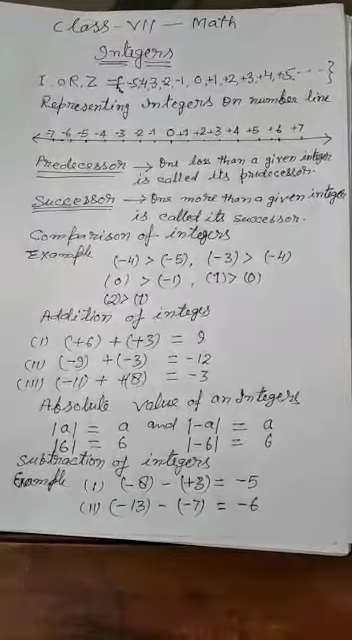 Class-VII - Math
Integers
I, OR, Z = {-5,-4,-3,-2,-1, 0,+1,+2,+3,+4,+5, .....}
Representing Integers on number line
-7 -6 -5 -4 -3 -2 -1 0 +1 +2 +3 +4 +5 +6 +7
Predecessor → One less than a given integer
is called its predecessor.
Successor → One more than a given integer
is called its successor.
Comparison of integers
Example (-4) > (-5), (-3) > (-4)
(0) > (-1), (1) > (0)
(2) > (1)
Addition of integes
(I) (+6) + (+3) = 9
(II) (-9) + (-3) = -12
(III) (-11) + +(8) = -3
Absolute value of an Integers
|a| = a and |-a| = a
|6| = 6 |-6| = 6
Subtraction of integers
Example (I) (-8) - (+3) = -5
(II) (-13) - (-7) = -6